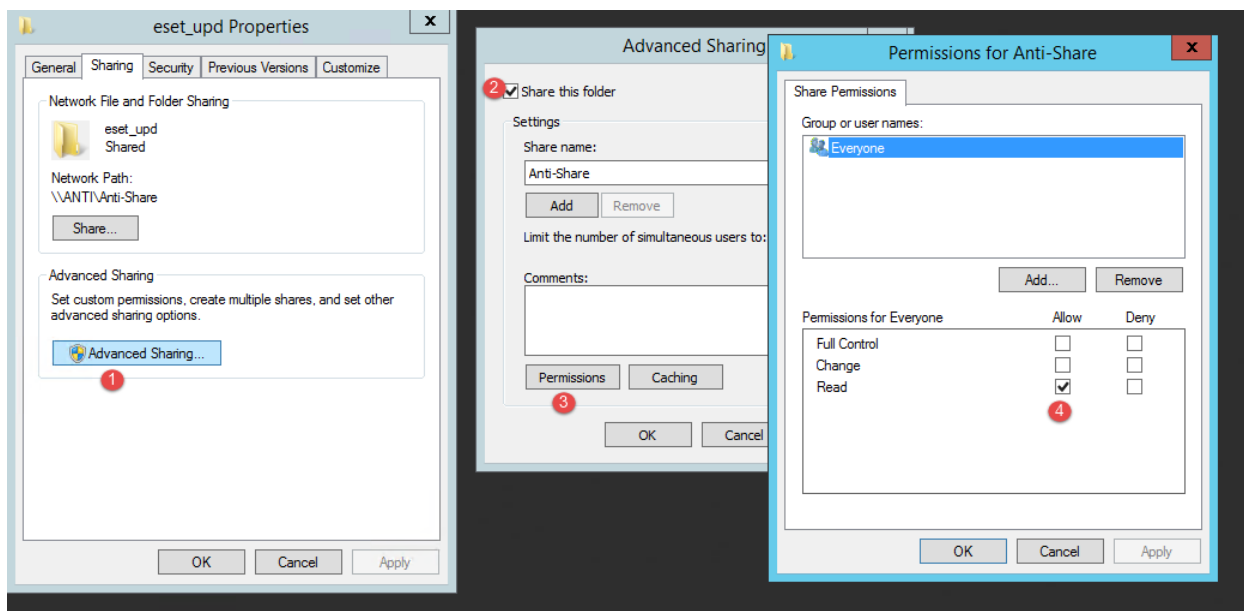 eset_upd Properties
x
General Sharing Security Previous Versions Customize
Network File and Folder Sharing
eset_upd
Shared
Network Path:
\\ANTI\Anti-Share
Share...
Advanced Sharing
Set custom permissions, create multiple shares, and set other
advanced sharing options.
Advanced Sharing...
1
OK Cancel Apply
Advanced Sharing
2
Share this folder
Settings
Share name:
Anti-Share
Add Remove
Limit the number of simultaneous users to:
Comments:
Permissions Caching
3
OK Cancel
Permissions for Anti-Share
x
Share Permissions
Group or user names:
Everyone
Add... Remove
Permissions for Everyone Allow Deny
Full Control
Change
Read
4
OK Cancel Apply